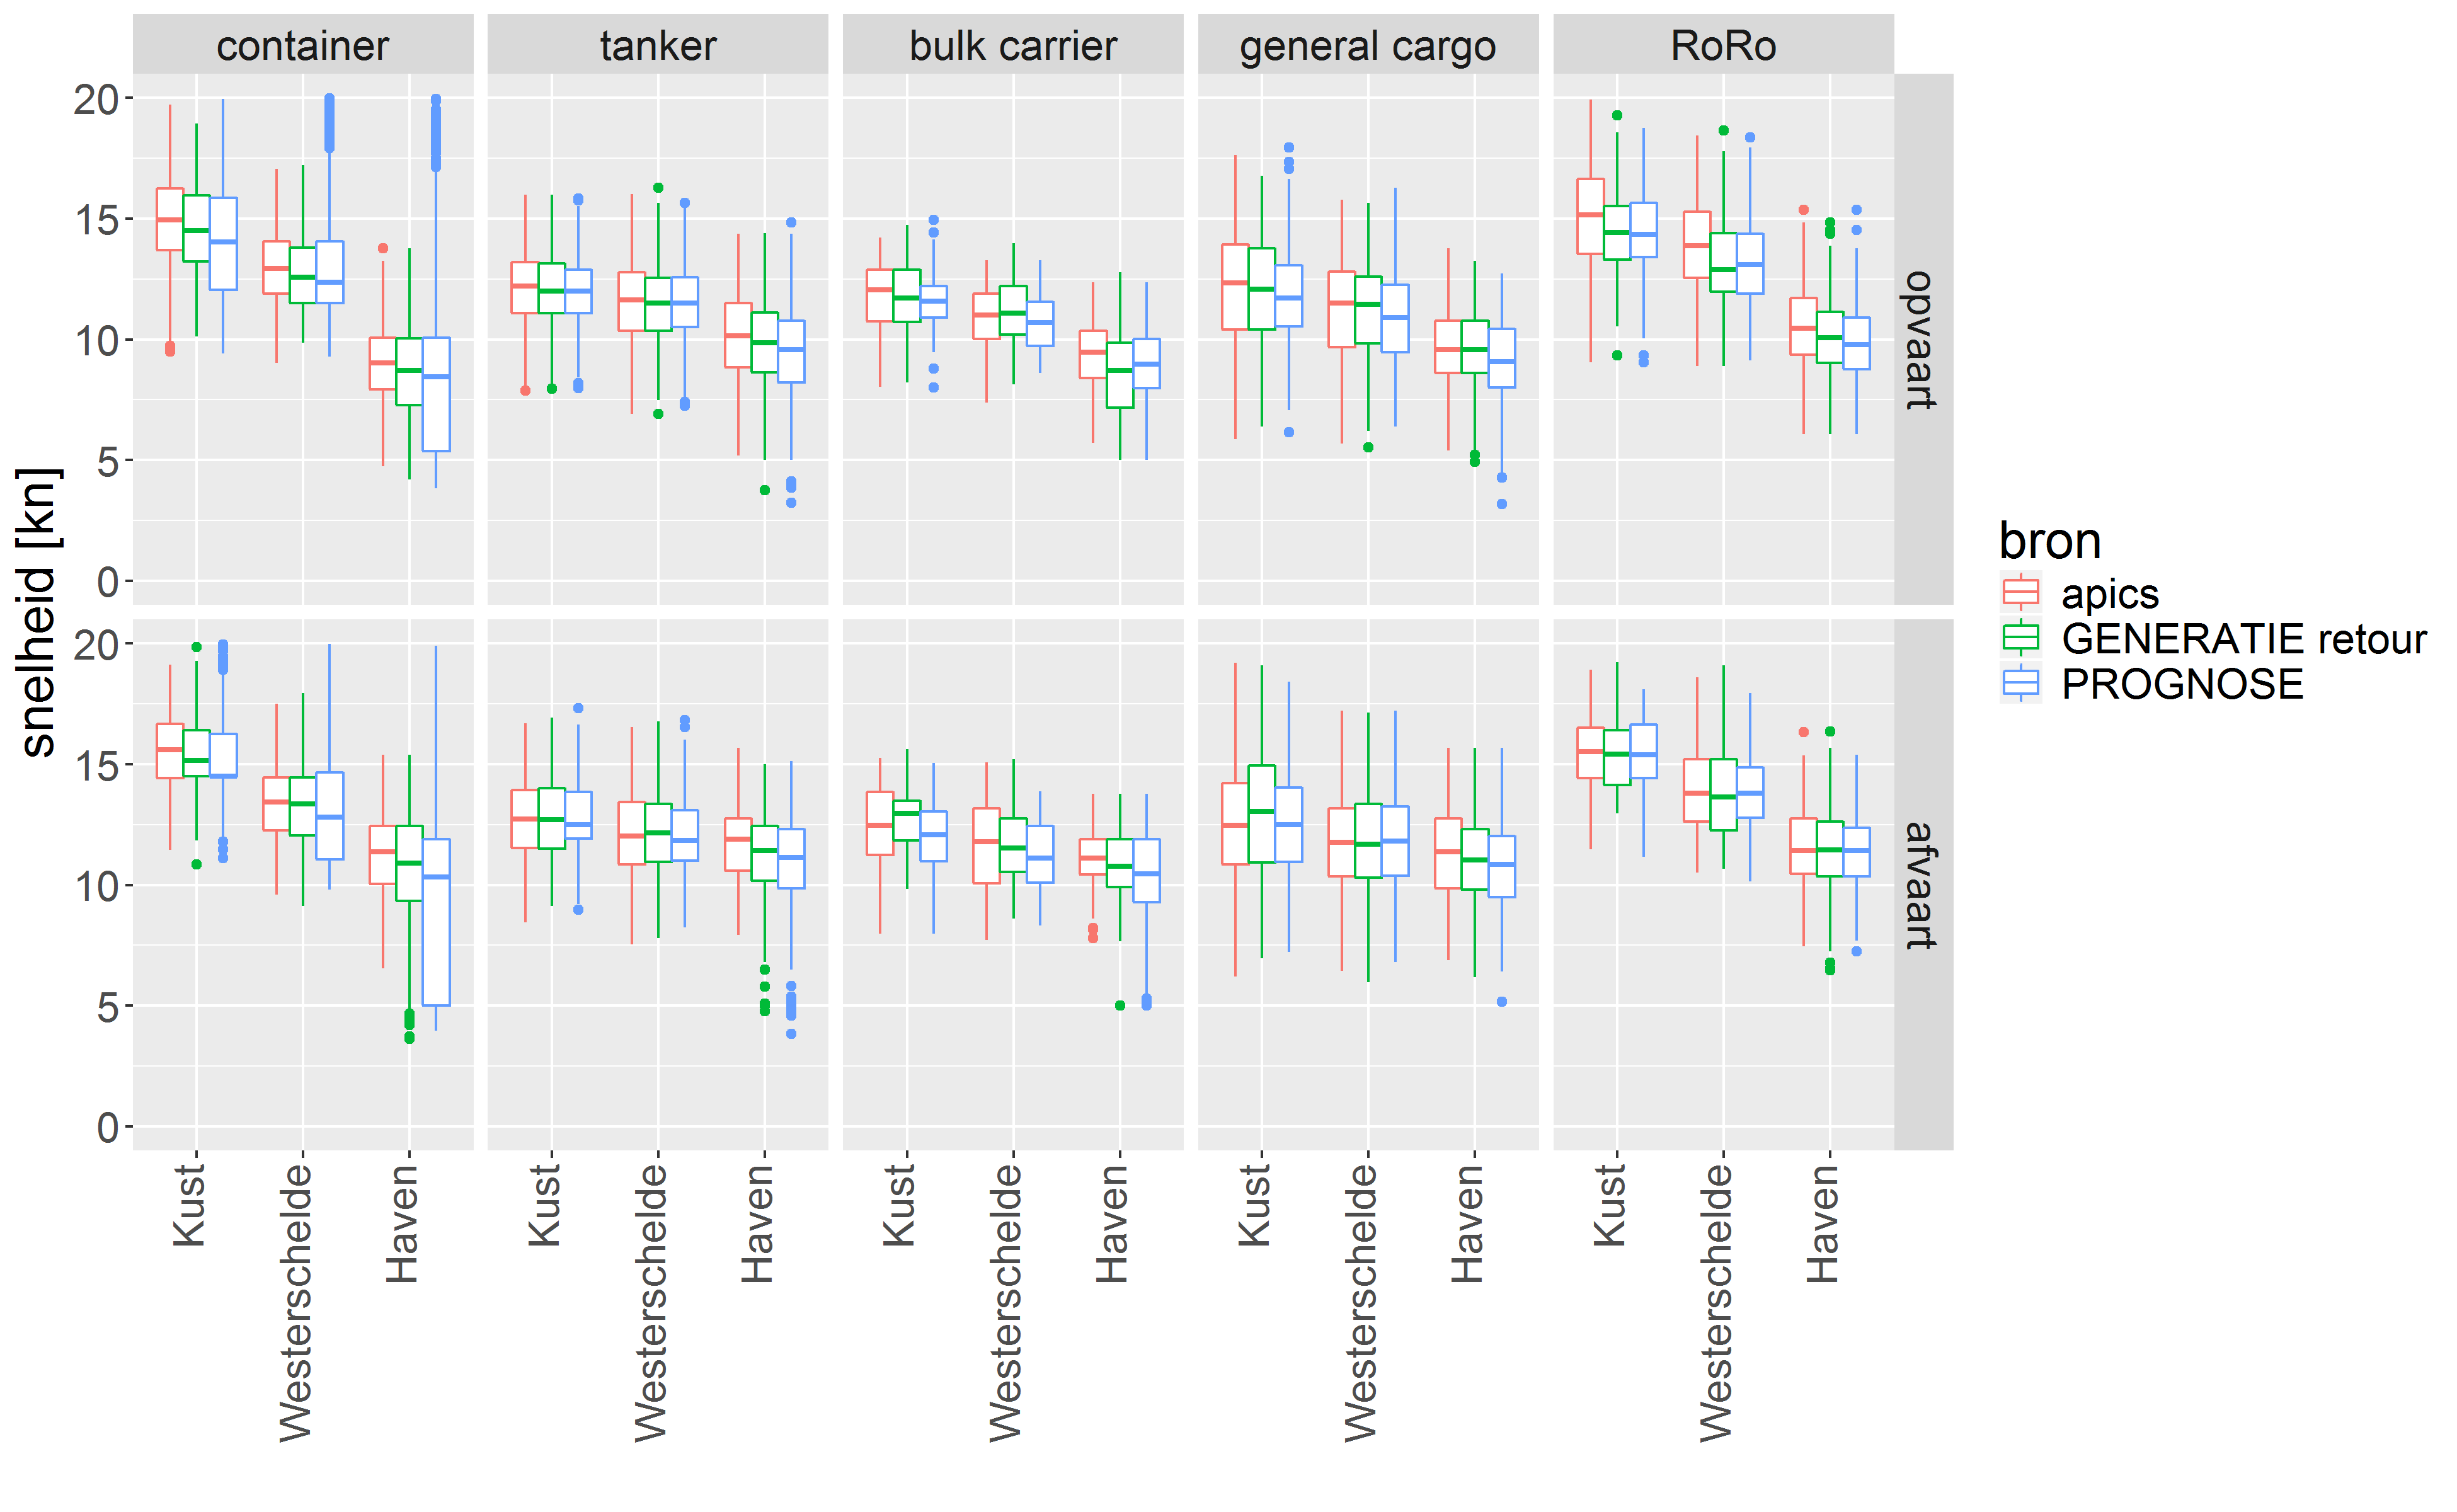 container tanker bulk carrier general cargo RoRo
snelheid [kn]
20
15
10
5
0
opvaart
20
15
10
5
0
afvaart
Kust Westerschelde Haven Kust Westerschelde Haven Kust Westerschelde Haven Kust Westerschelde Haven Kust Westerschelde Haven
bron
apics
GENERATIE retour
PROGNOSE